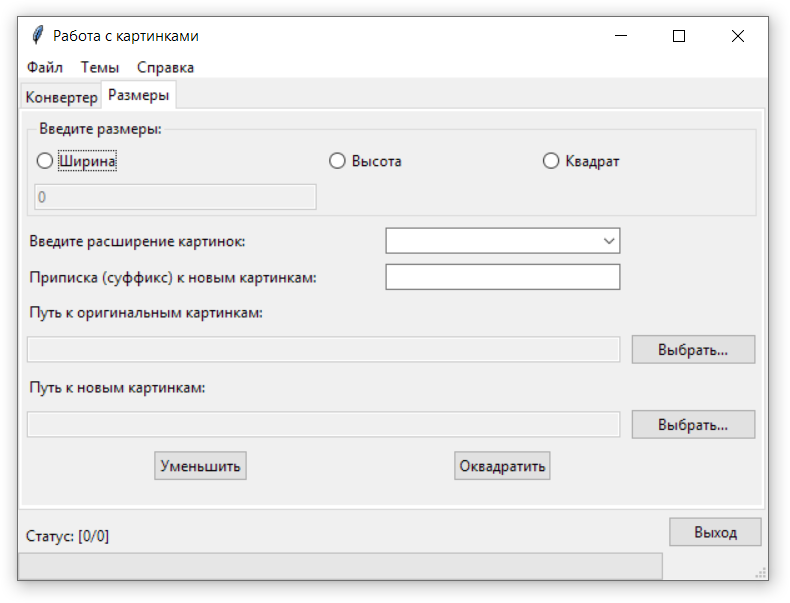 Работа с картинками
Файл Темы Справка
Конвертер Размеры
Введите размеры:
Ширина Высота Квадрат
0
Введите расширение картинок:
Приписка (суффикс) к новым картинкам:
Путь к оригинальным картинкам:
Выбрать...
Путь к новым картинкам:
Выбрать...
Уменьшить Оквадратить
Статус: [0/0] Выход